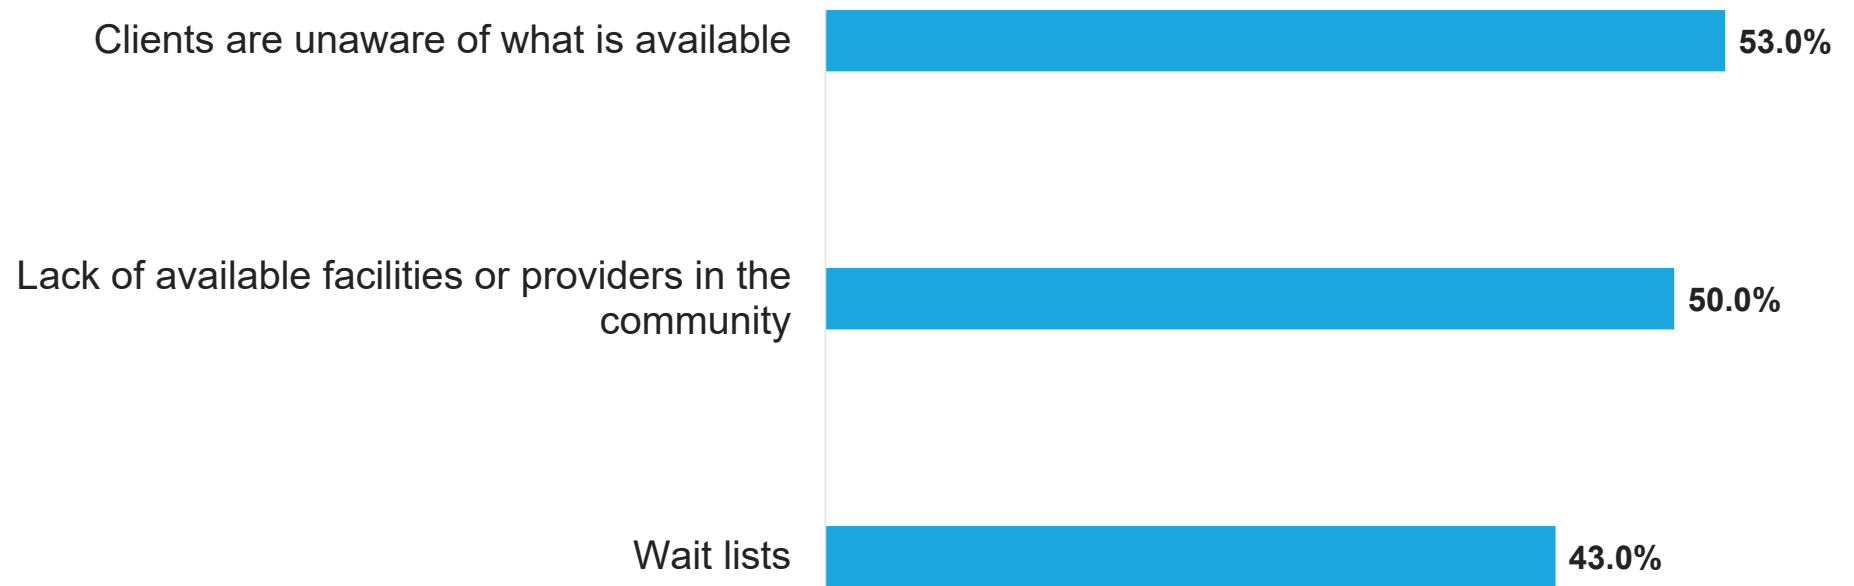 Clients are unaware of what is available
53.0%
Lack of available facilities or providers in the
community
50.0%
Wait lists
43.0%